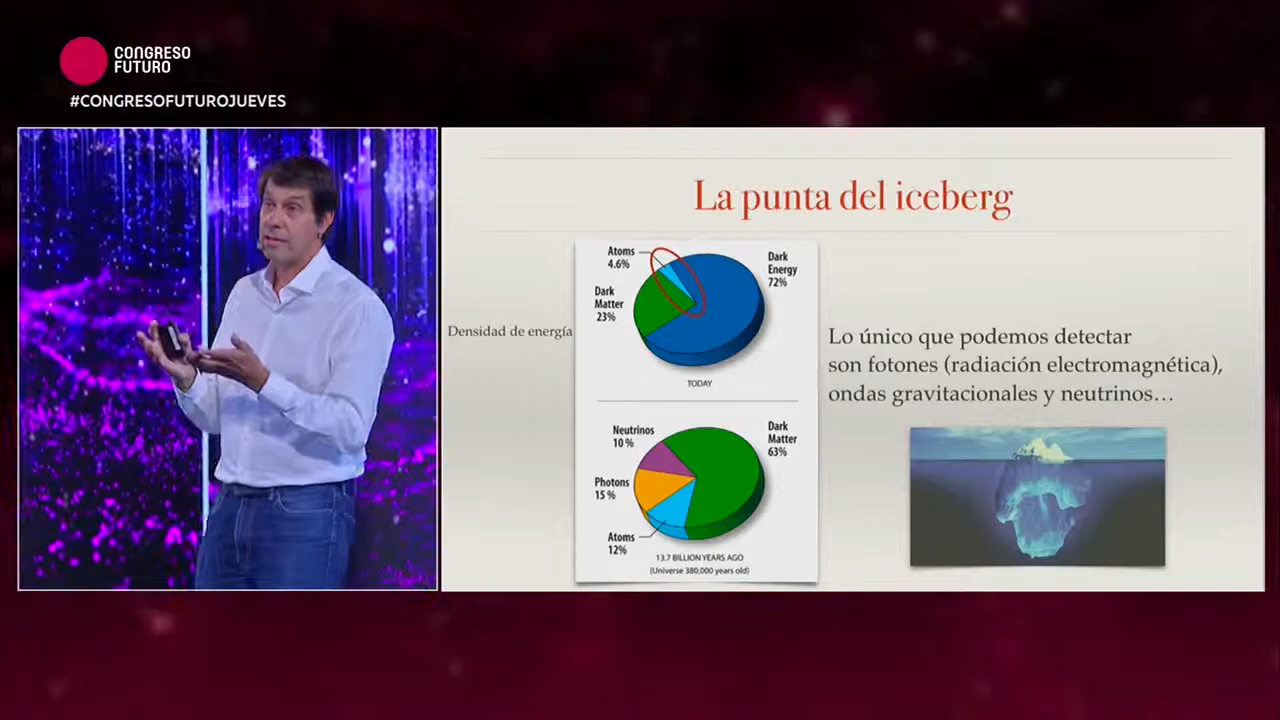 CONGRESO
FUTURO
#CONGRESOFUTUROJUEVES
La punta del iceberg
Densidad de energía
Atoms
4.6%
Dark
Energy
72%
Dark
Matter
23%
TODAY
Neutrinos
10 %
Dark
Matter
63%
Photons
15 %
Atoms
12%
13.7 BILLION YEARS AGO
(Universe 380,000 years old)
Lo único que podemos detectar
son fotones (radiación electromagnética),
ondas gravitacionales y neutrinos…